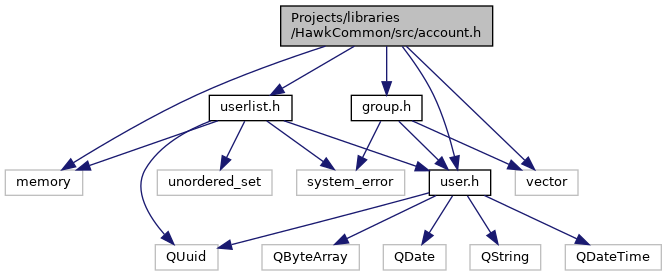 Projects/libraries
/HawkCommon/src/account.h
userlist.h
group.h
memory
unordered_set
system_error
user.h
vector
QUuid
QByteArray
QDate
QString
QDateTime